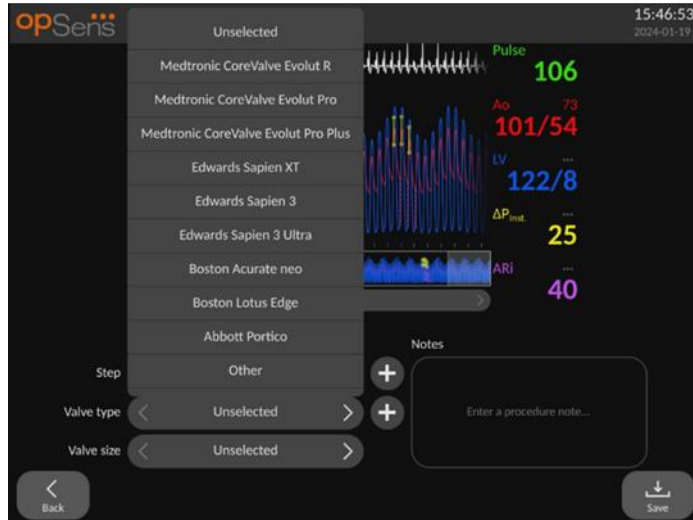 opSens
15:46:53
2024-01-19
Unselected
Medtronic CoreValve Evolut R
Medtronic CoreValve Evolut Pro
Medtronic CoreValve Evolut Pro Plus
Edwards Sapien XT
Edwards Sapien 3
Edwards Sapien 3 Ultra
Boston Acurate neo
Boston Lotus Edge
Abbott Portico
Other
Pulse
106
Ao 73
101/54
LV ---
122/8
ΔPinst. ---
25
ARi ---
40
Notes
Step
Valve type Unselected
Enter a procedure note...
Valve size Unselected
Back
Save